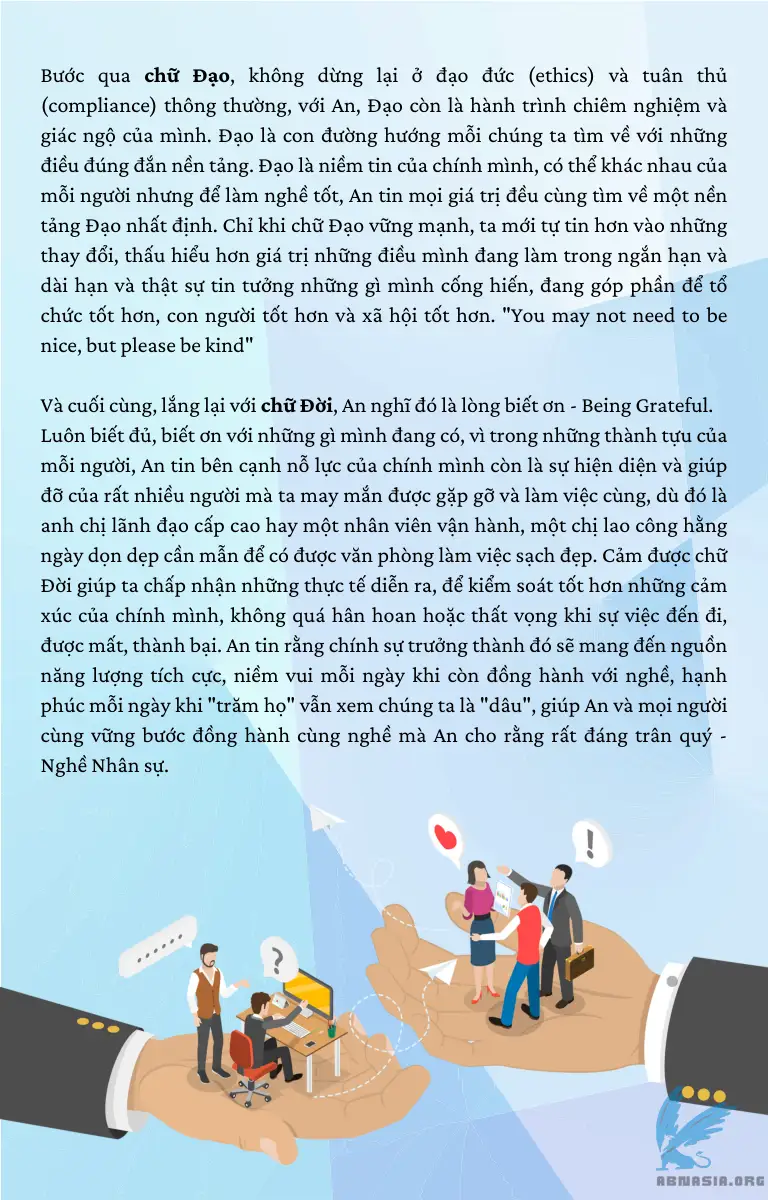 Bước qua chữ Đạo, không dừng lại ở đạo đức (ethics) và tuân thủ
(compliance) thông thường, với An, Đạo còn là hành trình chiêm nghiệm và
giác ngộ của mình. Đạo là con đường hướng mỗi chúng ta tìm về với những
điều đúng đắn nền tảng. Đạo là niềm tin của chính mình, có thể khác nhau của
mỗi người nhưng để làm nghề tốt, An tin mọi giá trị đều cùng tìm về một nền
tảng Đạo nhất định. Chỉ khi chữ Đạo vững mạnh, ta mới tự tin hơn vào những
thay đổi, thấu hiểu hơn giá trị những điều mình đang làm trong ngắn hạn và
dài hạn và thật sự tin tưởng những gì mình cống hiến, đang góp phần để tổ
chức tốt hơn, con người tốt hơn và xã hội tốt hơn. "You may not need to be
nice, but please be kind"
Và cuối cùng, lắng lại với chữ Đời, An nghĩ đó là lòng biết ơn - Being Grateful.
Luôn biết đủ, biết ơn với những gì mình đang có, vì trong những thành tựu của
mỗi người, An tin bên cạnh nỗ lực của chính mình còn là sự hiện diện và giúp
đỡ của rất nhiều người mà ta may mắn được gặp gỡ và làm việc cùng, dù đó là
anh chị lãnh đạo cấp cao hay một nhân viên vận hành, một chị lao công hằng
ngày dọn dẹp cần mẫn để có được văn phòng làm việc sạch đẹp. Cảm được chữ
Đời giúp ta chấp nhận những thực tế diễn ra, để kiểm soát tốt hơn những cảm
xúc của chính mình, không quá hân hoan hoặc thất vọng khi sự việc đến đi,
được mất, thành bại. An tin rằng chính sự trưởng thành đó sẽ mang đến nguồn
năng lượng tích cực, niềm vui mỗi ngày khi còn đồng hành với nghề, hạnh
phúc mỗi ngày khi "trăm họ" vẫn xem chúng ta là "dâu", giúp An và mọi người
cùng vững bước đồng hành cùng nghề mà An cho rằng rất đáng trân quý -
Nghề Nhân sự.
......
?
!
ABNASIA.ORG